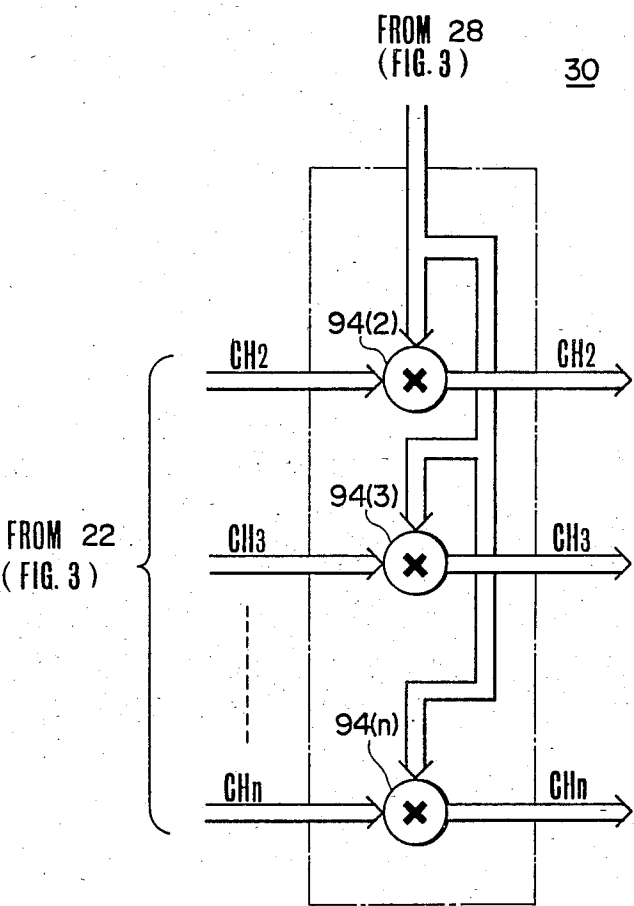 FROM 28
(FIG. 3)
30
94(2)
CH2
CH2
94(3)
FROM 22
(FIG. 3)
CH3
CH3
94(n)
CHn
CHn